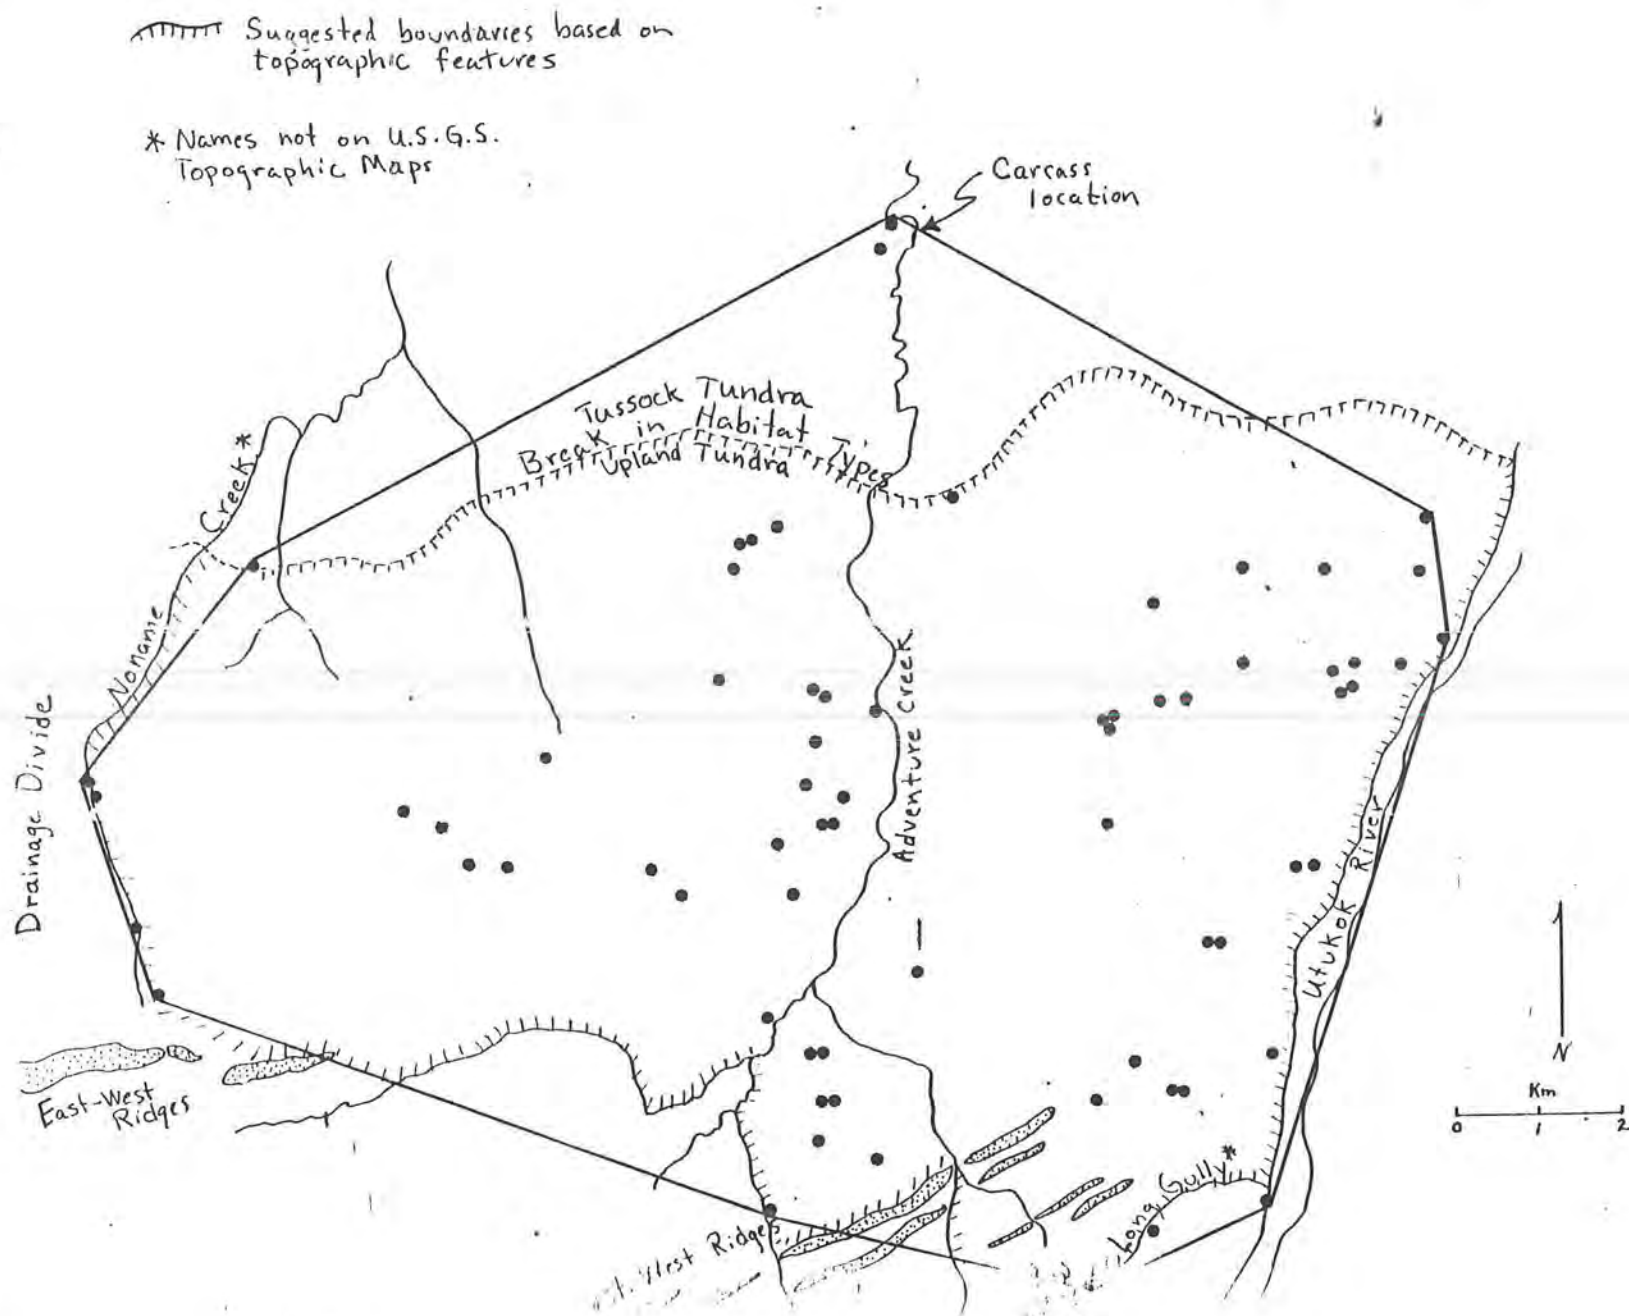 Suggested boundaries based on
topographic features
* Names not on U.S.G.S.
Topographic Maps
Carcass
location
Tussock Tundra
Break in Habitat Types
Upland Tundra
Noname Creek*
Drainage Divide
Adventure Creek
Utukok River
East-West
Ridges
West Ridges
Long Gully*
N
Km
0 1 2